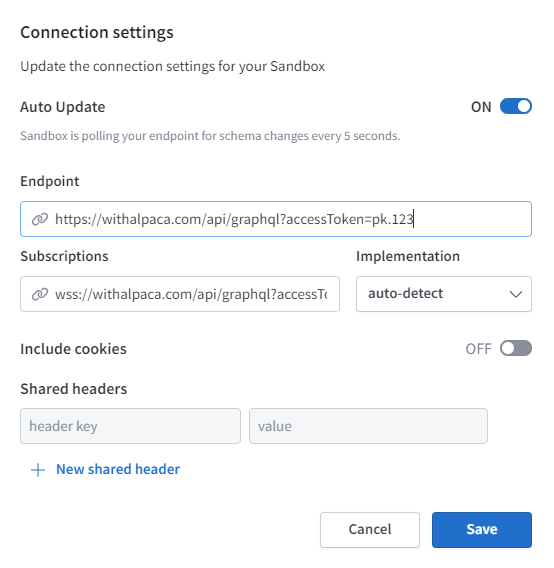 Connection settings
Update the connection settings for your Sandbox
Auto Update
ON
Sandbox is polling your endpoint for schema changes every 5 seconds.
Endpoint
https://withalpaca.com/api/graphql?accessToken=pk.123
Subscriptions
Implementation
wss://withalpaca.com/api/graphql?accessTo
auto-detect
Include cookies
OFF
Shared headers
header key
value
New shared header
Cancel
Save